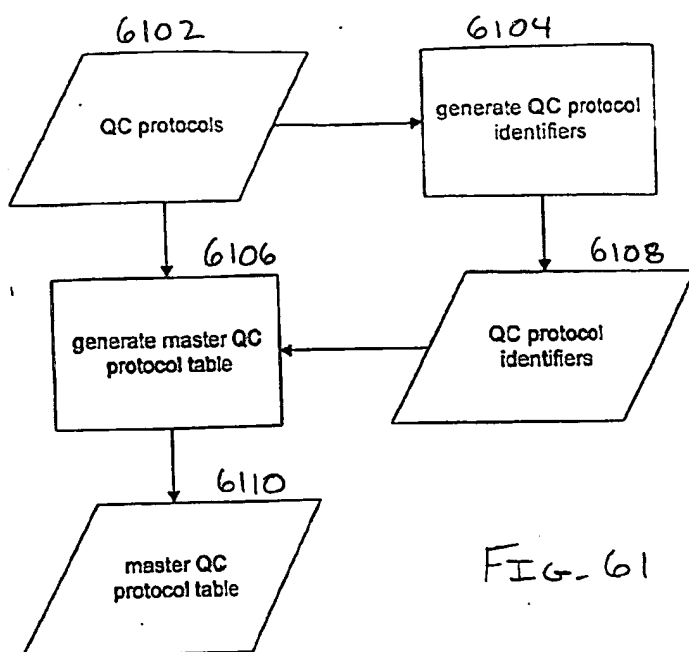 6102
6104
QC protocols
generate QC protocol
identifiers
6106
6108
generate master QC
protocol table
QC protocol
identifiers
6110
master QC
protocol table
FIG. 61